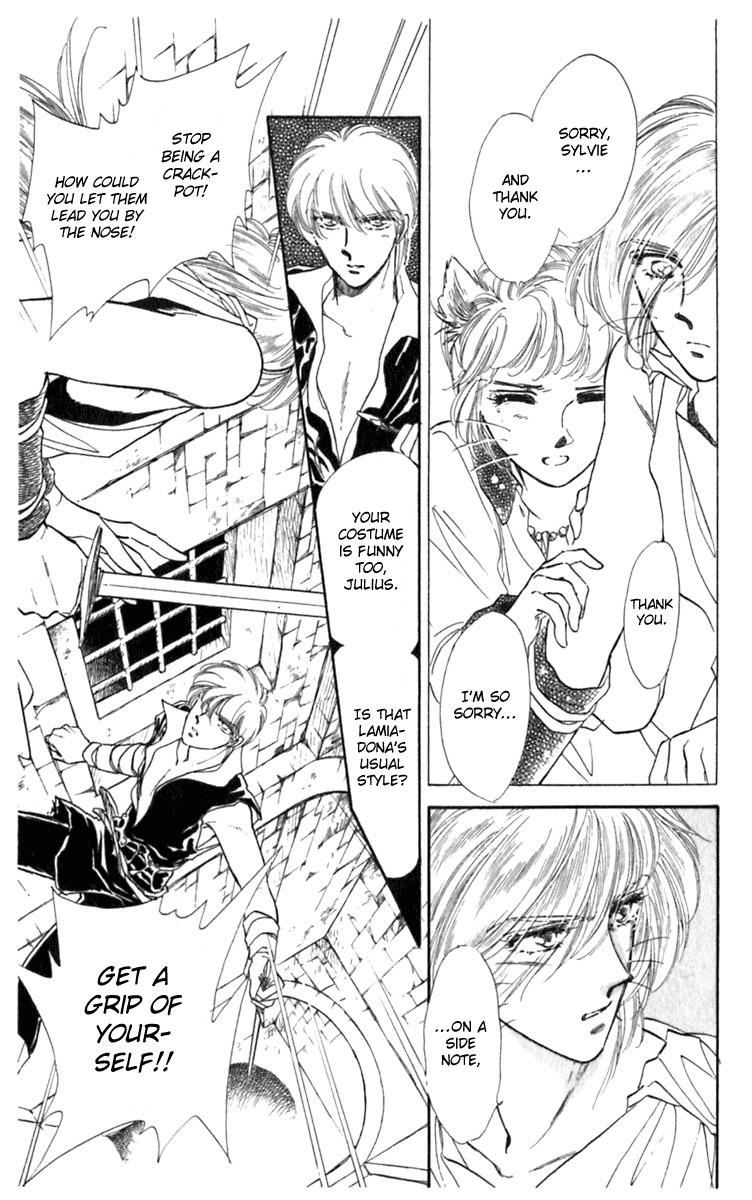 SORRY,
SYLVIE
...
AND
THANK
YOU.
THANK
YOU.
I'M SO
SORRY...
...ON A
SIDE
NOTE,
YOUR
COSTUME
IS FUNNY
TOO,
JULIUS.
IS THAT
LAMIA-
DONA'S
USUAL
STYLE?
STOP
BEING A
CRACK-
POT!
HOW COULD
YOU LET THEM
LEAD YOU BY
THE NOSE!
GET A
GRIP OF
YOUR-
SELF!!